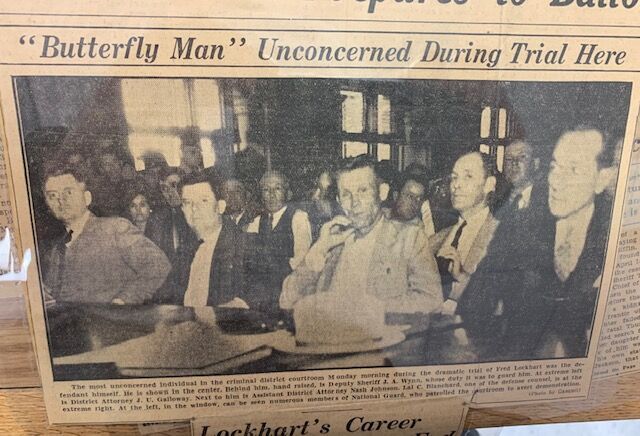 to
"Butterfly Man" Unconcerned During Trial Here
The most unconcerned individual in the criminal district courtroom Monday morning during the dramatic trial of Fred Lockhart was the de-
fendant himself. He is shown in the center. Behind him, hand raised, is Deputy Sheriff J. A. Wynn, whose duty it was to guard him. At extreme left
is District Attorney J. U. Galloway. Next to him is Assistant District Attorney Nash Johnson. Lal C. Blanchard, one of the defense counsel, is at the
extreme right. At the left, in the window, can be seen numerous members of National Guard, who patrolled the courtroom to avert demonstrations.
(Photo by
Lockhart's Career